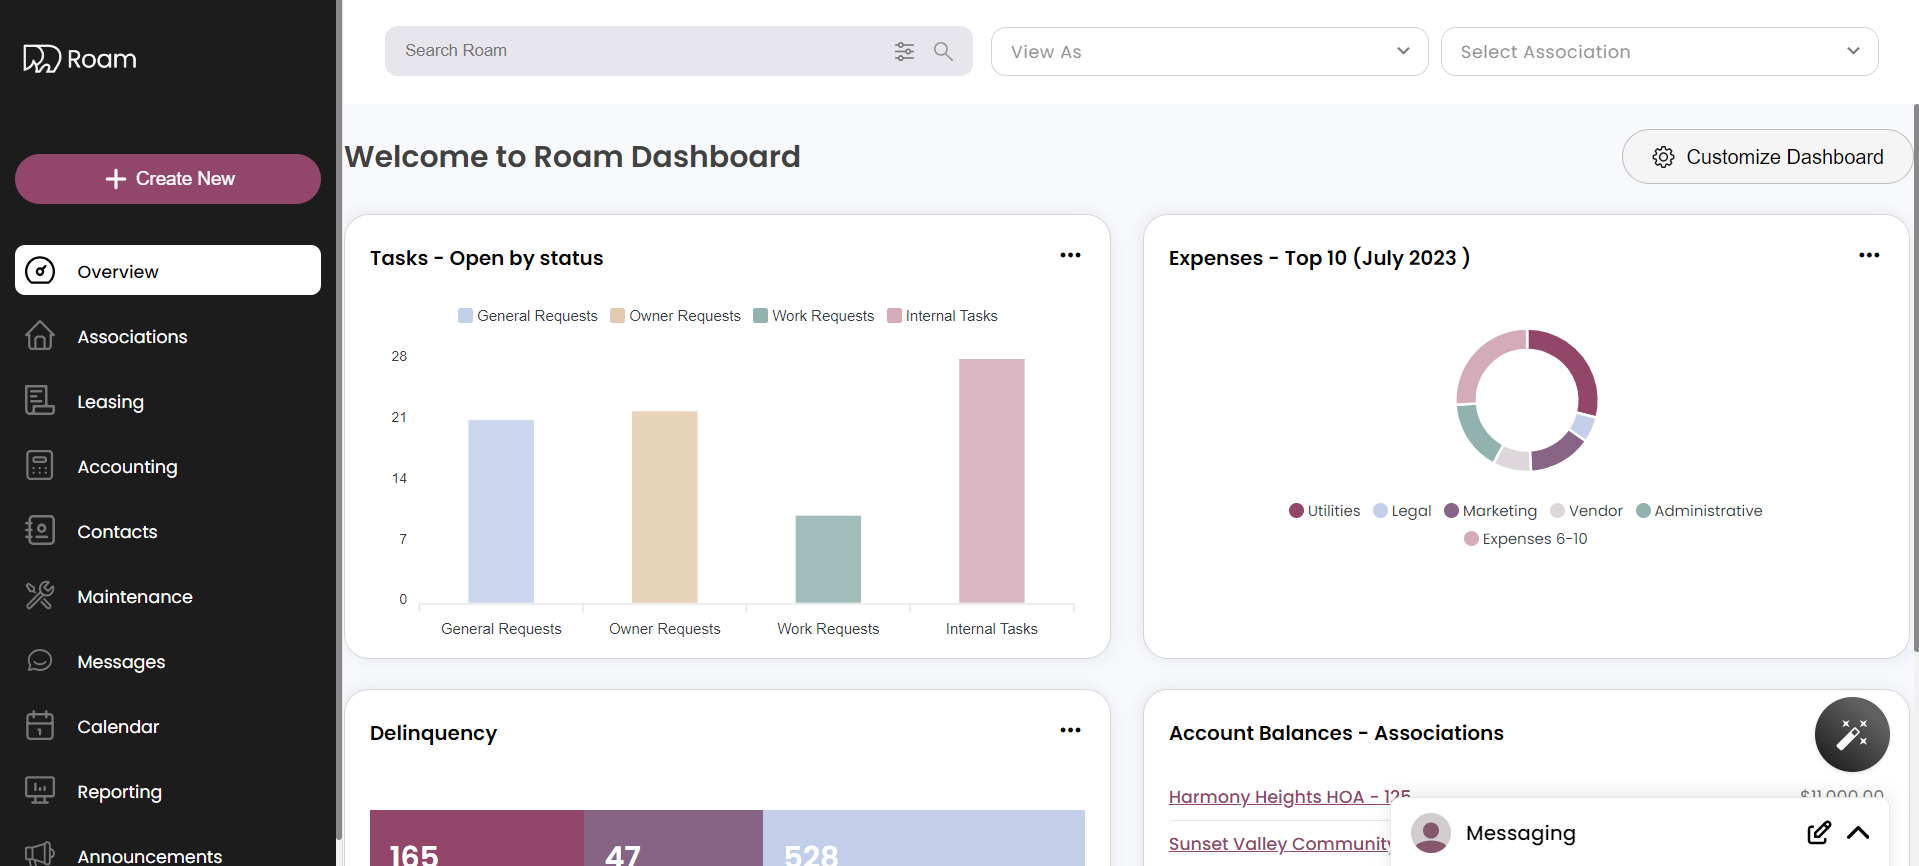 Roam
Search Roam
View As
Select Association
Create New
Overview
Associations
Leasing
Accounting
Contacts
Maintenance
Messages
Calendar
1
Reporting
Announcements
Welcome to Roam Dashboard
Customize Dashboard
Tasks - Open by status
General Requests Owner Requests Work Requests Internal Tasks
28
21
14
7
0
General Requests Owner Requests Work Requests Internal Tasks
Expenses - Top 10 (July 2023 )
Utilities Legal Marketing Vendor Administrative
Expenses 6-10
Delinquency
165 47 528
Account Balances - Associations
Harmony Heights HOA - 125 $11,000.00
Sunset Valley Community
Messaging